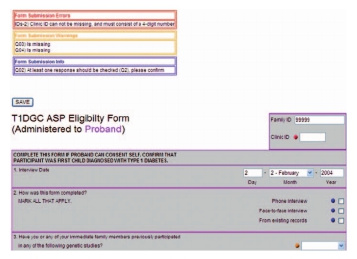 Form Submission Errors
IDs-2) Clinic ID can not be missing, and must consist of a 4-digit number
Form Submission Warnings
Q03) is missing
Q04) is missing
Form Submission Info
Q02) At least one response should be checked (Q2), please confirm
SAVE
T1DGC ASP Eligibilty Form
(Administered to Proband)
Family ID 99999
Clinic ID
COMPLETE THIS FORM IF PROBAND CAN CONSENT SELF. CONFIRM THAT
PARTICIPANT WAS FIRST CHILD DIAGNOSED WITH TYPE 1 DIABETES.
1. Interview Date
2 - 2 - February - 2004
Day Month Year
2. How was this form completed?
MARK ALL THAT APPLY.
Phone interview
Face-to-face interview
From existing records
3. Have you or any of your immediate family members previously participated
in any of the following genetic studies?